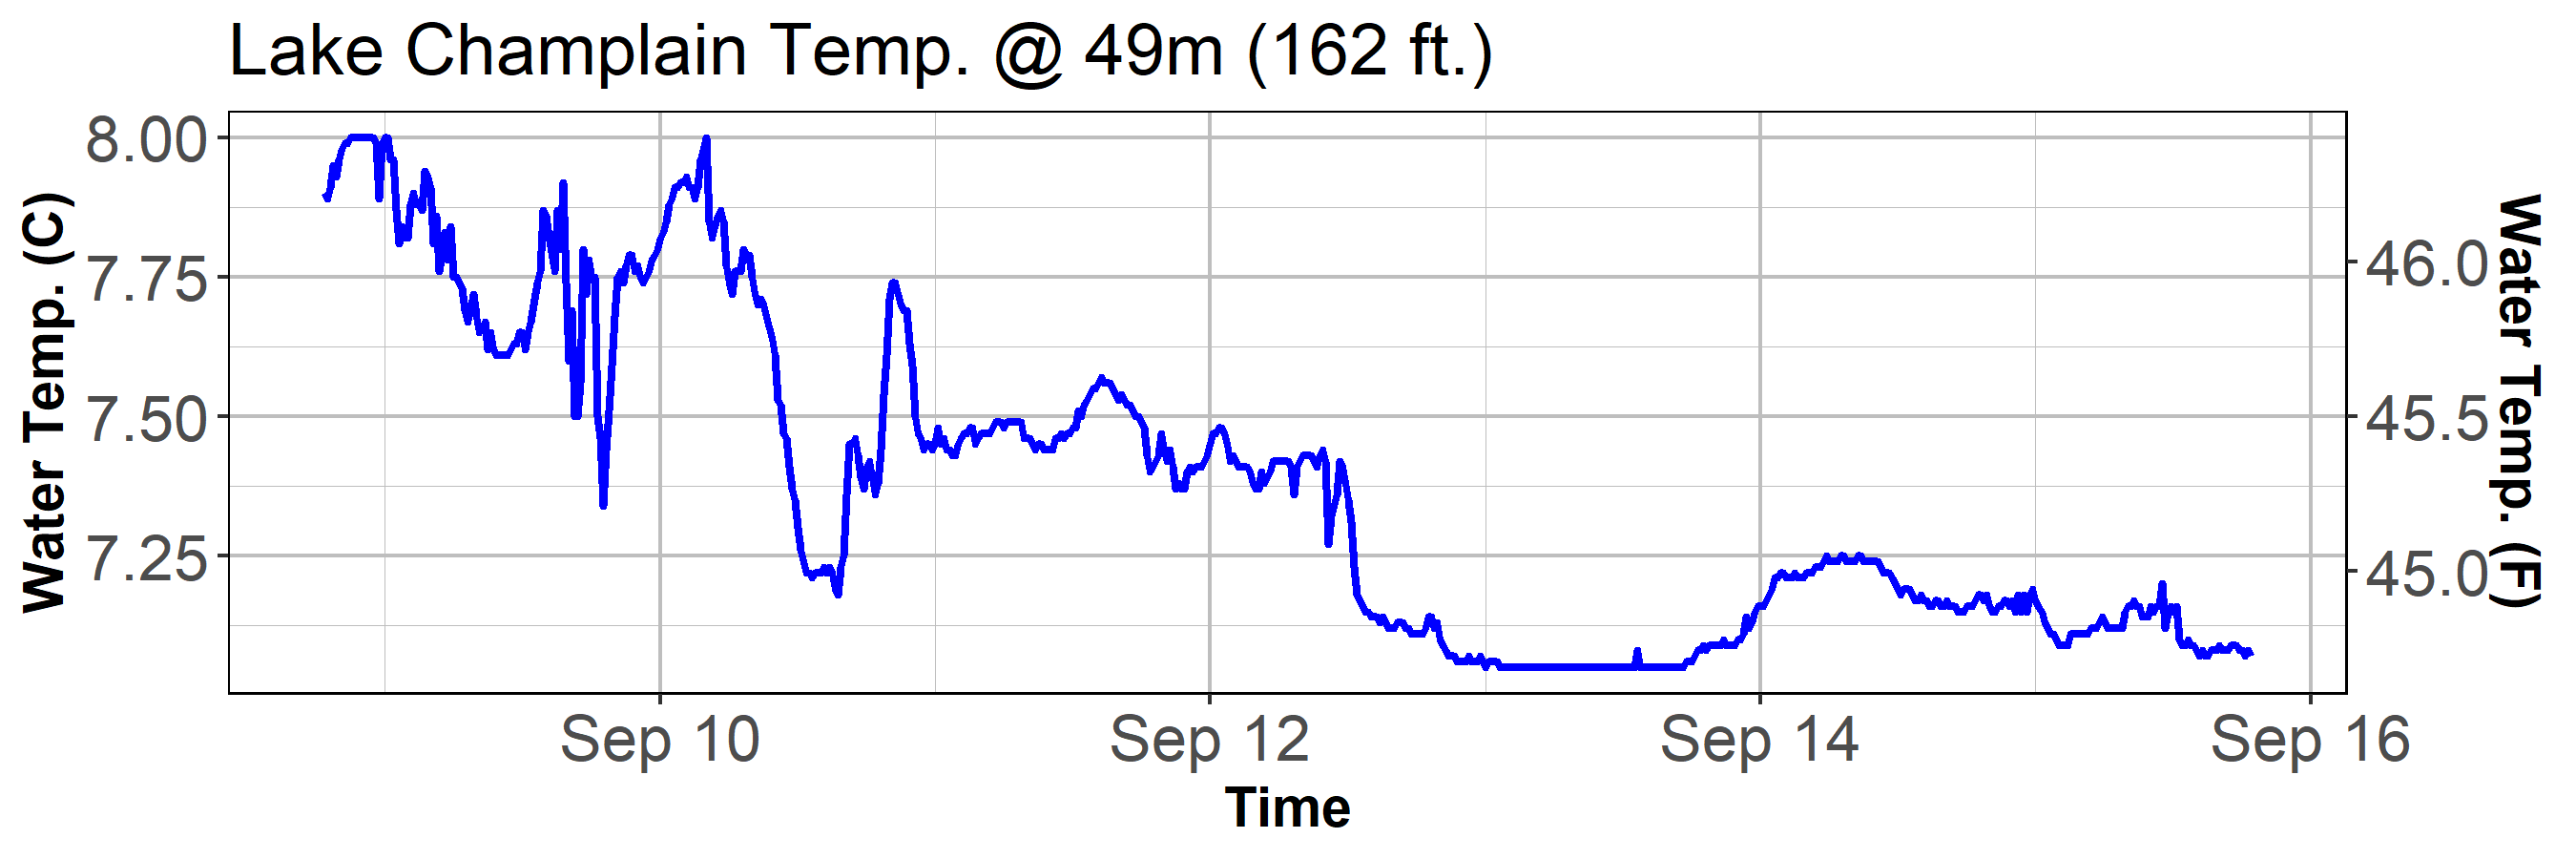 Lake Champlain Temp. @ 49m (162 ft.)
Water Temp. (C)
8.00
7.75
7.50
7.25
46.0
45.5
45.0
Water Temp. (F)
Sep 10
Sep 12
Sep 14
Sep 16
Time